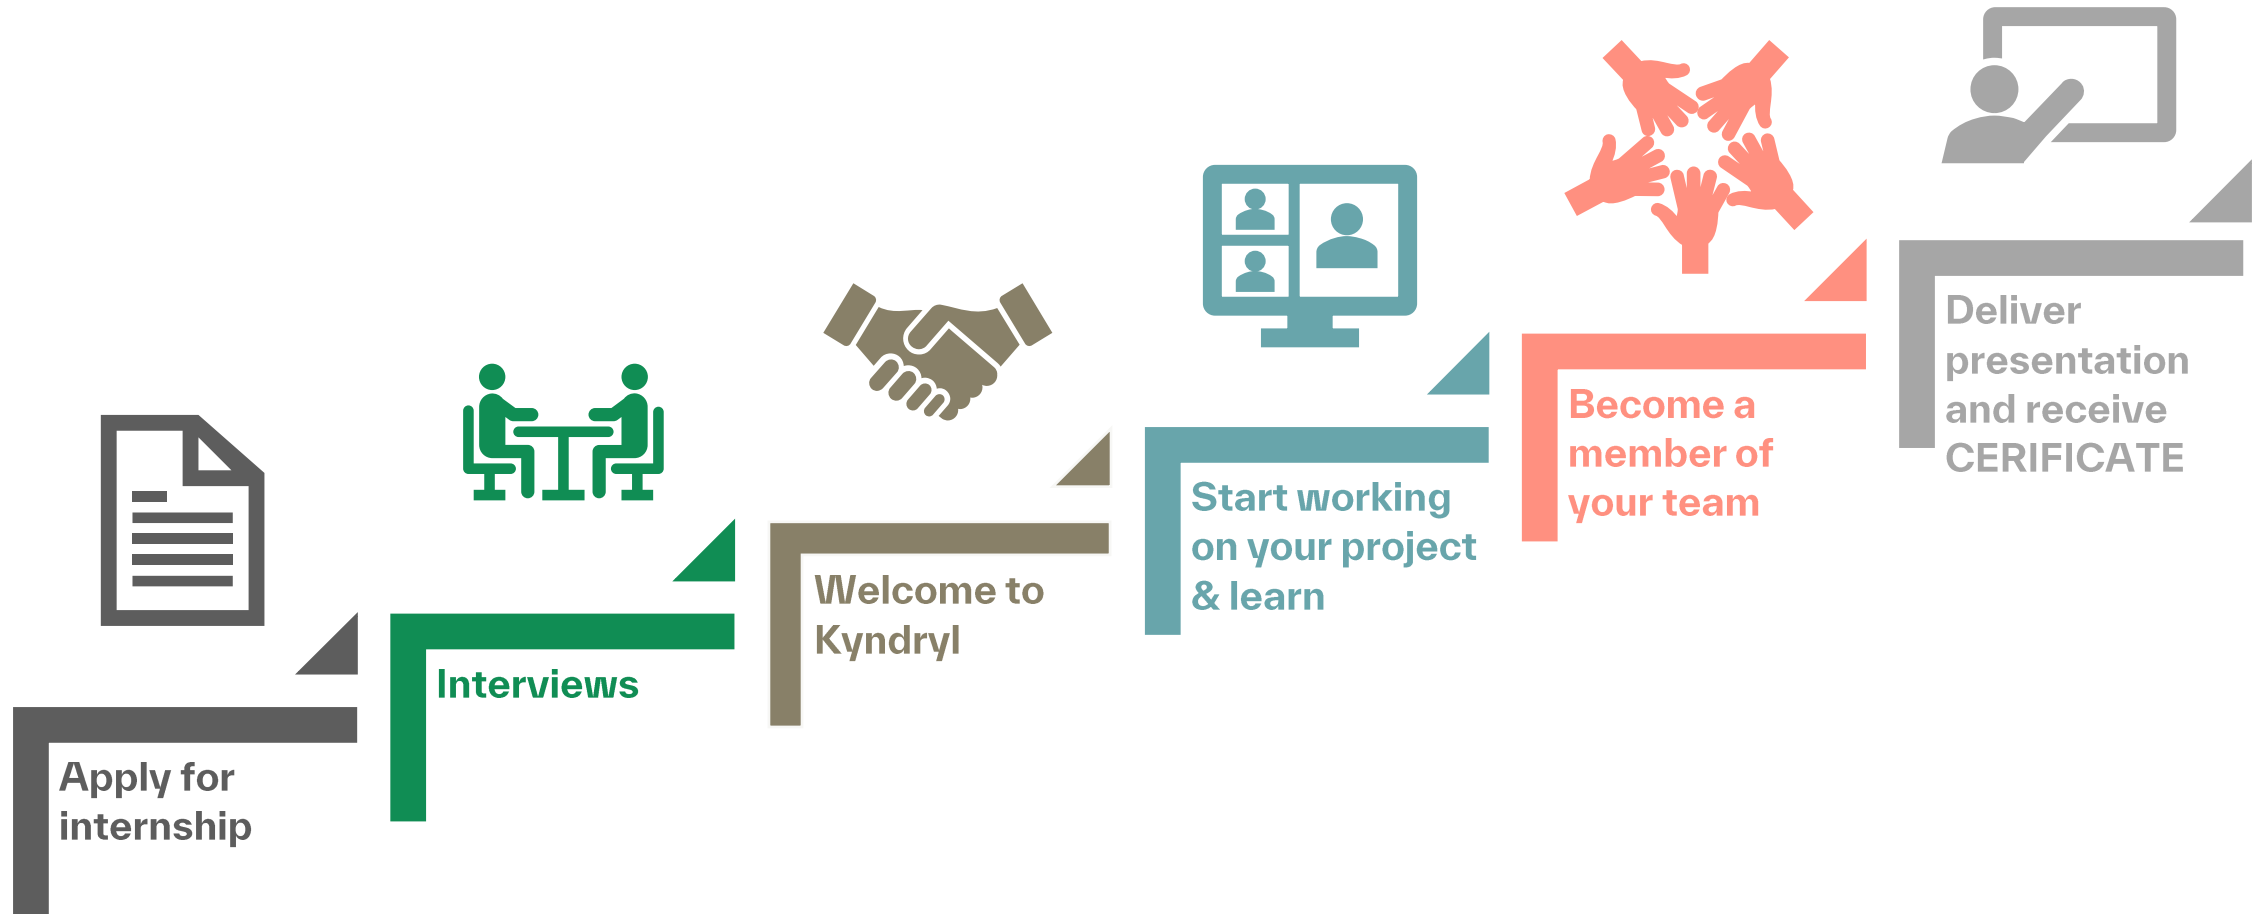 Apply for
internship
Interviews
Welcome to
Kyndryl
Start working
on your project
& learn
Become a
member of
your team
Deliver
presentation
and receive
CERIFICATE